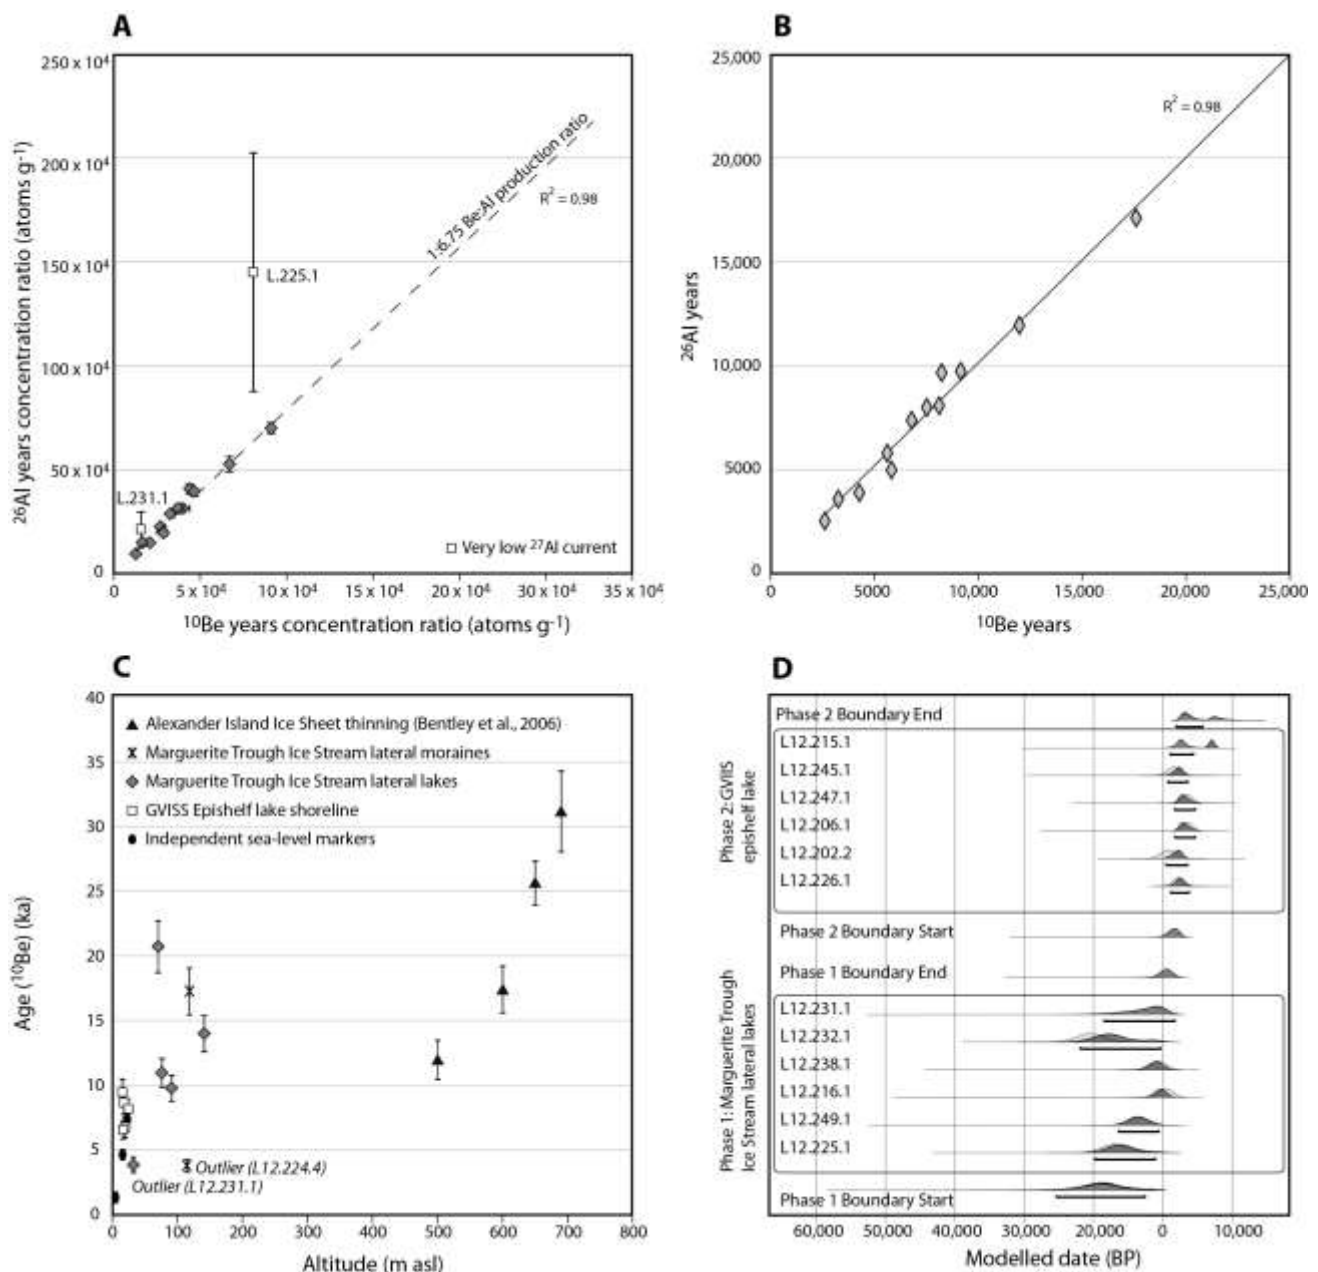 A
250 x 10⁴
200 x 10⁴
150 x 10⁴
100 x 10⁴
50 x 10⁴
0
²⁶Al years concentration ratio (atoms g⁻¹)
1:6.75 Be:Al production ratio
R² = 0.98
L.225.1
L.231.1
Very low ²⁷Al current
0 5 x 10⁴ 10 x 10⁴ 15 x 10⁴ 20 x 10⁴ 30 x 10⁴ 35 x 10⁴
¹⁰Be years concentration ratio (atoms g⁻¹)
B
25,000
20,000
15,000
10,000
5000
0
²⁶Al years
R² = 0.98
0 5000 10,000 15,000 20,000 25,000
¹⁰Be years
C
40
35
30
25
20
15
10
5
0
Age (¹⁰Be) (ka)
Alexander Island Ice Sheet thinning (Bentley et al., 2006)
Marguerite Trough Ice Stream lateral moraines
Marguerite Trough Ice Stream lateral lakes
GVISS Epishelf lake shoreline
Independent sea-level markers
Outlier (L12.224.4)
Outlier (L12.231.1)
0 100 200 300 400 500 600 700 800
Altitude (m asl)
D
Phase 2 Boundary End
Phase 2: GVIIS
epishelf lake
L12.215.1
L12.245.1
L12.247.1
L12.206.1
L12.202.2
L12.226.1
Phase 2 Boundary Start
Phase 1 Boundary End
Phase 1: Marguerite Trough
Ice Stream lateral lakes
L12.231.1
L12.232.1
L12.238.1
L12.216.1
L12.249.1
L12.225.1
Phase 1 Boundary Start
60,000 50,000 40,000 30,000 20,000 10,000 0 10,000
Modelled date (BP)